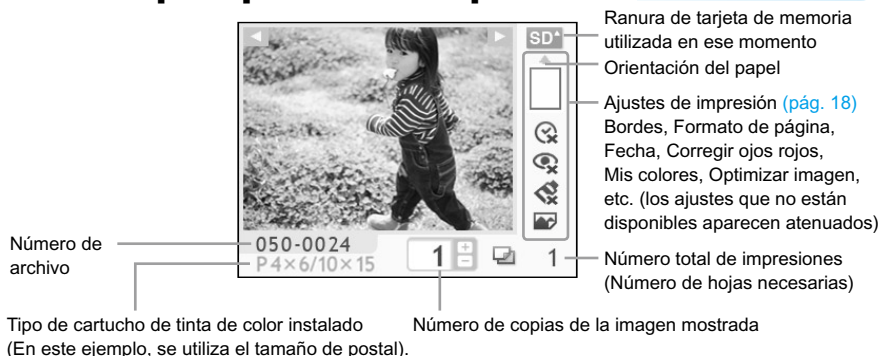 Ranura de tarjeta de memoria
utilizada en ese momento
SD
Orientación del papel
Ajustes de impresión (pág. 18)
Bordes, Formato de página,
Fecha, Corregir ojos rojos,
Mis colores, Optimizar imagen,
etc. (los ajustes que no están
disponibles aparecen atenuados)
Número de
archivo
050-0024
P4×6/10×15
1
1
Número total de impresiones
(Número de hojas necesarias)
Tipo de cartucho de tinta de color instalado
(En este ejemplo, se utiliza el tamaño de postal).
Número de copias de la imagen mostrada